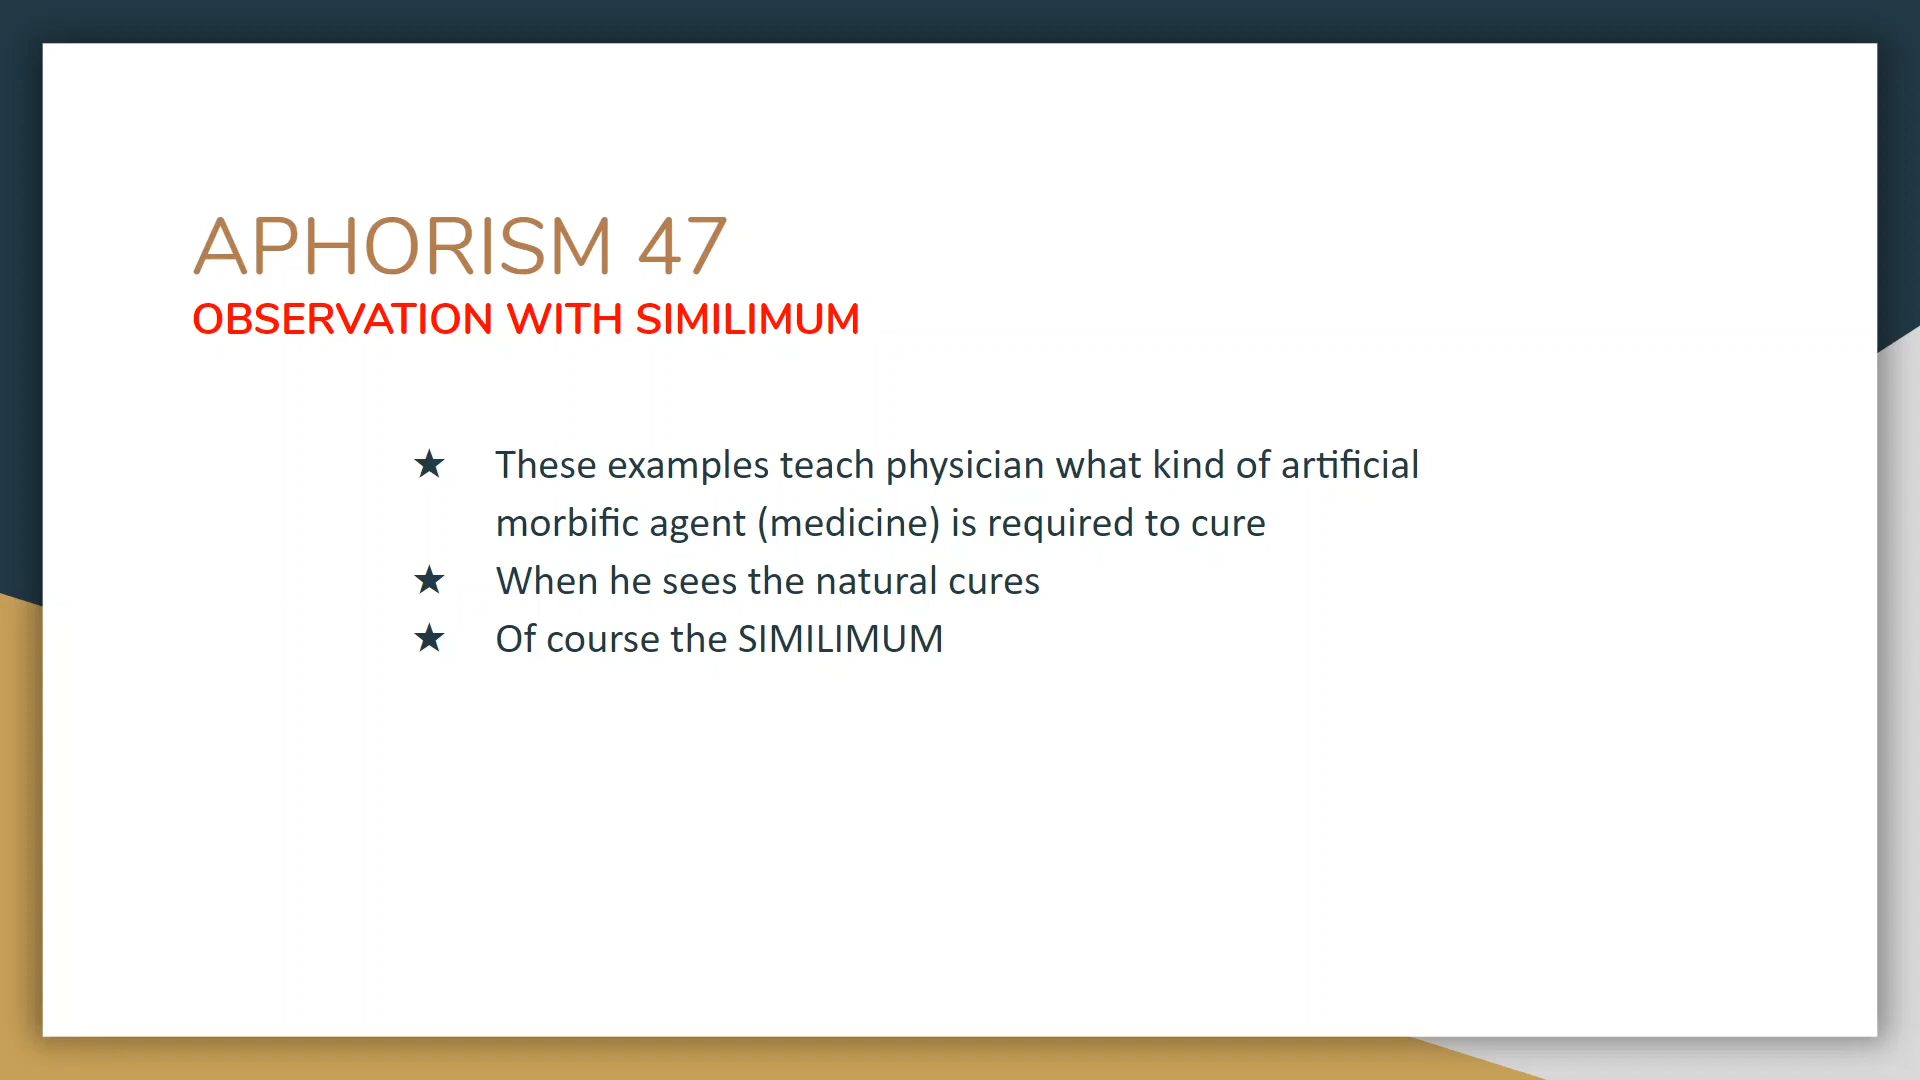 APHORISM 47
OBSERVATION WITH SIMILIMUM
★ These examples teach physician what kind of artificial
morbific agent (medicine) is required to cure
★ When he sees the natural cures
★ Of course the SIMILIMUM